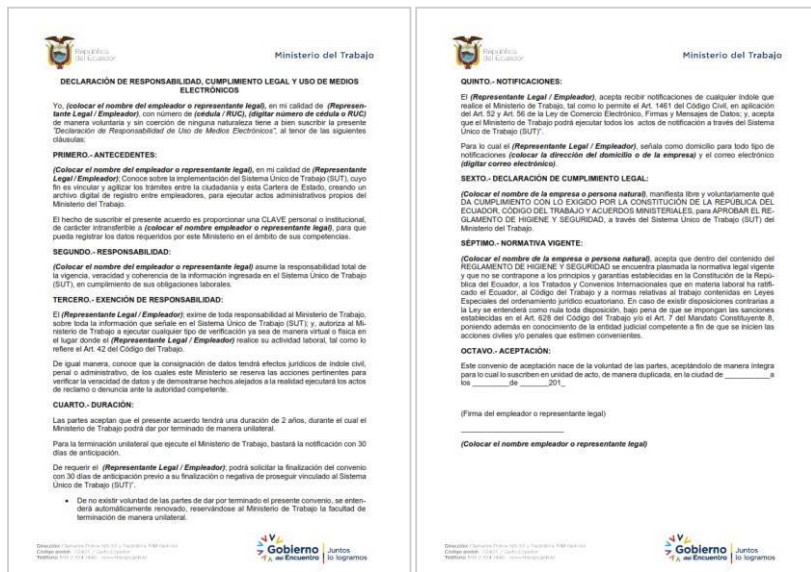 República
del Ecuador
Ministerio del Trabajo
DECLARACIÓN DE RESPONSABILIDAD, CUMPLIMIENTO LEGAL Y USO DE MEDIOS
ELECTRÓNICOS
Yo, (colocar el nombre del empleador o representante legal), en mi calidad de (Represen-
tante Legal / Empleador), con número de (cédula / RUC), (digitar número de cédula o RUC)
de manera voluntaria y sin coerción de ninguna naturaleza tiene a bien suscribir la presente
"Declaración de Responsabilidad de Uso de Medios Electrónicos", al tenor de las siguientes
cláusulas:
PRIMERO.- ANTECEDENTES:
(Colocar el nombre del empleador o representante legal), en mi calidad de (Representante
Legal / Empleador); Conoce sobre la implementación del Sistema Único de Trabajo (SUT), cuyo
fin es vincular y agilizar los trámites entre la ciudadanía y esta Cartera de Estado, creando un
archivo digital de registro entre empleadores, para ejecutar actos administrativos propios del
Ministerio del Trabajo.
El hecho de suscribir el presente acuerdo es proporcionar una CLAVE personal o institucional,
de carácter intransferible a (colocar el nombre empleador o representante legal), para que
pueda registrar los datos requeridos por este Ministerio en el ámbito de sus competencias.
SEGUNDO.- RESPONSABILIDAD:
(Colocar el nombre del empleador o representante legal) asume la responsabilidad total de
la vigencia, veracidad y coherencia de la información ingresada en el Sistema Único de Trabajo
(SUT), en cumplimiento de sus obligaciones laborales.
TERCERO.- EXENCIÓN DE RESPONSABILIDAD:
El (Representante Legal / Empleador); exime de toda responsabilidad al Ministerio de Trabajo,
sobre toda la información que señale en el Sistema Único de Trabajo (SUT); y, autoriza al Mi-
nisterio de Trabajo a ejecutar cualquier tipo de verificación ya sea de manera virtual o física en
el lugar donde el (Representante Legal / Empleador) realice su actividad laboral, tal como lo
refiere el Art. 42 del Código del Trabajo.
De igual manera, conoce que la consignación de datos tendrá efectos jurídicos de índole civil,
penal o administrativo, de los cuales este Ministerio se reserva las acciones pertinentes para
verificar la veracidad de datos y de demostrarse hechos alejados a la realidad ejecutará los actos
de reclamo o denuncia ante la autoridad competente.
CUARTO.- DURACIÓN:
Las partes aceptan que el presente acuerdo tendrá una duración de 2 años, durante el cual el
Ministerio de Trabajo podrá dar por terminado de manera unilateral.
Para la terminación unilateral que ejecute el Ministerio de Trabajo, bastará la notificación con 30
días de anticipación.
De requerir el (Representante Legal / Empleador); podrá solicitar la finalización del convenio
con 30 días de anticipación previo a su finalización o negativa de proseguir vinculado al Sistema
Único de Trabajo (SUT)".
• De no existir voluntad de las partes de dar por terminado el presente convenio, se enten-
derá automáticamente renovado, reservándose al Ministerio de Trabajo la facultad de
terminación de manera unilateral.
Gobierno
del Encuentro
Juntos
lo logramos
República
del Ecuador
Ministerio del Trabajo
QUINTO.- NOTIFICACIONES:
El (Representante Legal / Empleador), acepta recibir notificaciones de cualquier índole que
realice el Ministerio de Trabajo, tal como lo permite el Art. 1461 del Código Civil, en aplicación
del Art. 52 y Art. 56 de la Ley de Comercio Electrónico, Firmas y Mensajes de Datos; y, acepta
que el Ministerio de Trabajo podrá ejecutar todos los actos de notificación a través del Sistema
Único de Trabajo (SUT)".
Para lo cual el (Representante Legal / Empleador), señala como domicilio para todo tipo de
notificaciones (colocar la dirección del domicilio o de la empresa) y el correo electrónico
(digitar correo electrónico).
SEXTO.- DECLARACIÓN DE CUMPLIMIENTO LEGAL:
(Colocar el nombre de la empresa o persona natural), manifiesta libre y voluntariamente qué
DA CUMPLIMIENTO CON LO EXIGIDO POR LA CONSTITUCIÓN DE LA REPÚBLICA DEL
ECUADOR, CÓDIGO DEL TRABAJO Y ACUERDOS MINISTERIALES, para APROBAR EL RE-
GLAMENTO DE HIGIENE Y SEGURIDAD, a través del Sistema Único de Trabajo (SUT) del
Ministerio del Trabajo.
SÉPTIMO.- NORMATIVA VIGENTE:
(Colocar el nombre de la empresa o persona natural), acepta que dentro del contenido del
REGLAMENTO DE HIGIENE Y SEGURIDAD se encuentra plasmada la normativa legal vigente
y que no se contrapone a los principios y garantías establecidas en la Constitución de la Repú-
blica del Ecuador, a los Tratados y Convenios Internacionales que en materia laboral ha ratifi-
cado el Ecuador, al Código del Trabajo y a normas relativas al trabajo contenidas en Leyes
Especiales del ordenamiento jurídico ecuatoriano. En caso de existir disposiciones contrarias a
la Ley se entenderá como nula toda disposición, bajo pena de que se impongan las sanciones
establecidas en el Art. 628 del Código del Trabajo y/o el Art. 7 del Mandato Constituyente 8,
poniendo además en conocimiento de la entidad judicial competente a fin de que se inicien las
acciones civiles y/o penales que estimen convenientes.
OCTAVO.- ACEPTACIÓN:
Este convenio de aceptación nace de la voluntad de las partes, aceptándolo de manera íntegra
para lo cual lo suscriben en unidad de acto, de manera duplicada, en la ciudad de ____________a
los _________de _______201_
(Firma del empleador o representante legal)
(Colocar el nombre empleador o representante legal)
Gobierno
del Encuentro
Juntos
lo logramos